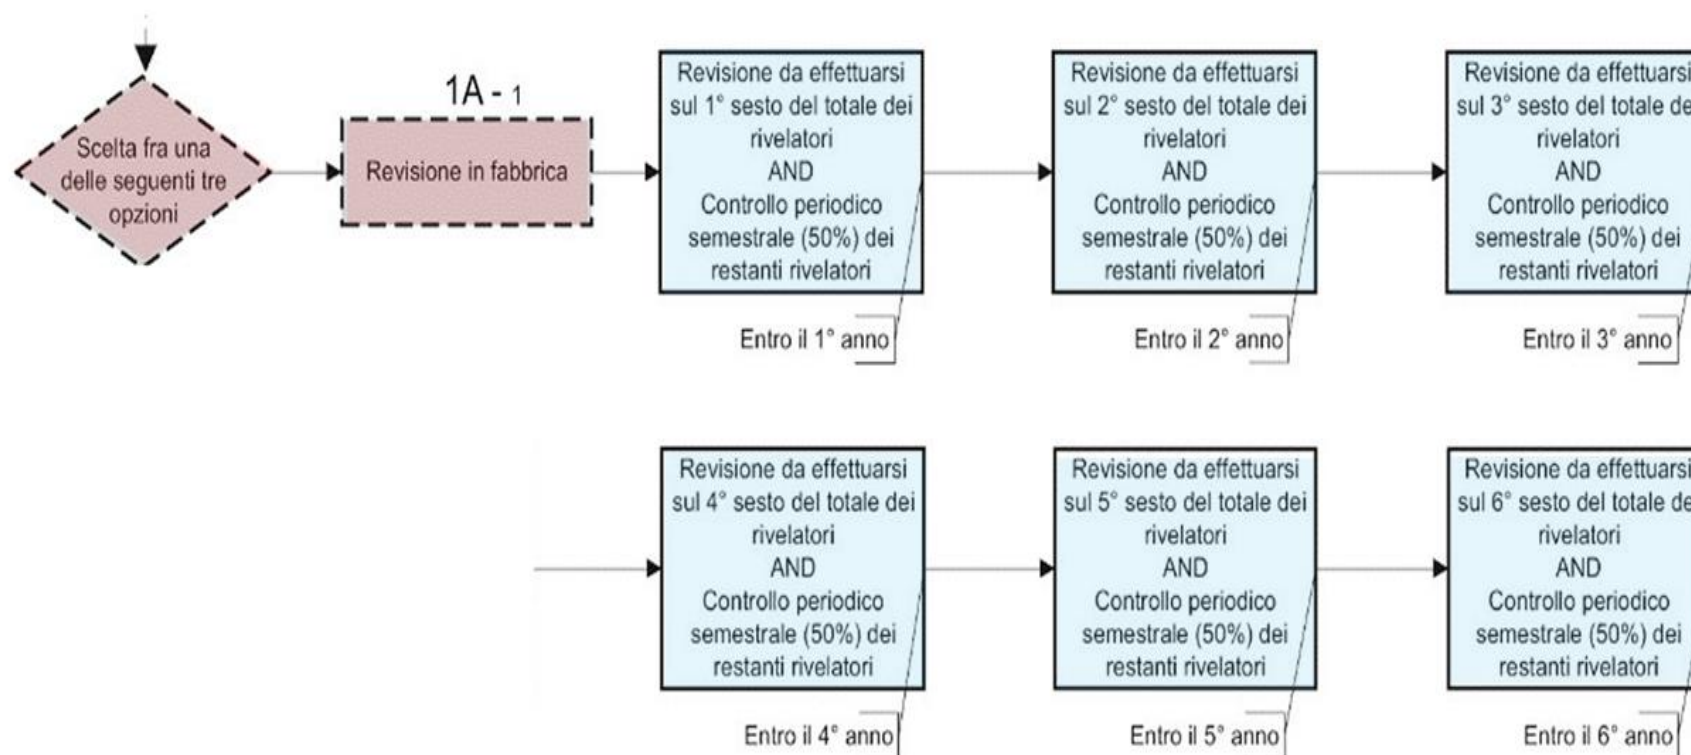 Scelta fra una
delle seguenti tre
opzioni
1A - 1
Revisione in fabbrica
Revisione da effettuarsi
sul 1° sesto del totale dei
rivelatori
AND
Controllo periodico
semestrale (50%) dei
restanti rivelatori
Entro il 1° anno
Revisione da effettuarsi
sul 2° sesto del totale dei
rivelatori
AND
Controllo periodico
semestrale (50%) dei
restanti rivelatori
Entro il 2° anno
Revisione da effettuarsi
sul 3° sesto del totale de
rivelatori
AND
Controllo periodico
semestrale (50%) dei
restanti rivelatori
Entro il 3° anno
Revisione da effettuarsi
sul 4° sesto del totale dei
rivelatori
AND
Controllo periodico
semestrale (50%) dei
restanti rivelatori
Entro il 4° anno
Revisione da effettuarsi
sul 5° sesto del totale dei
rivelatori
AND
Controllo periodico
semestrale (50%) dei
restanti rivelatori
Entro il 5° anno
Revisione da effettuarsi
sul 6° sesto del totale de
rivelatori
AND
Controllo periodico
semestrale (50%) dei
restanti rivelatori
Entro il 6° anno